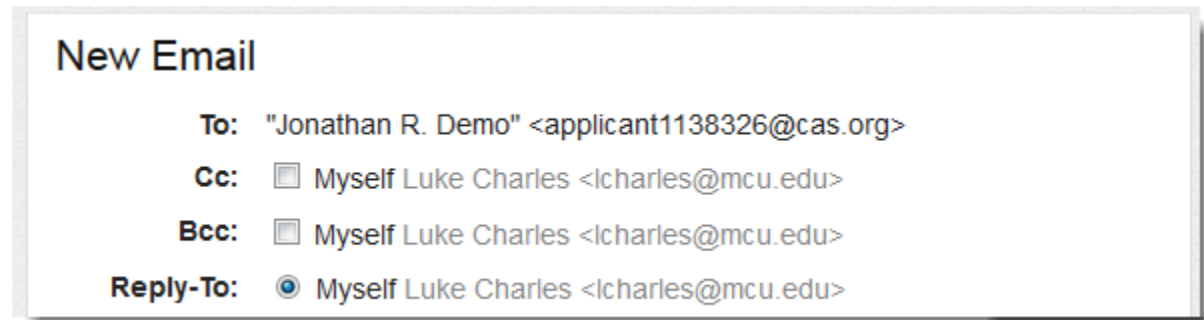 New Email
To: "Jonathan R. Demo" <applicant1138326@cas.org>
Cc: Myself Luke Charles <lcharles@mcu.edu>
Bcc: Myself Luke Charles <lcharles@mcu.edu>
Reply-To: Myself Luke Charles <lcharles@mcu.edu>